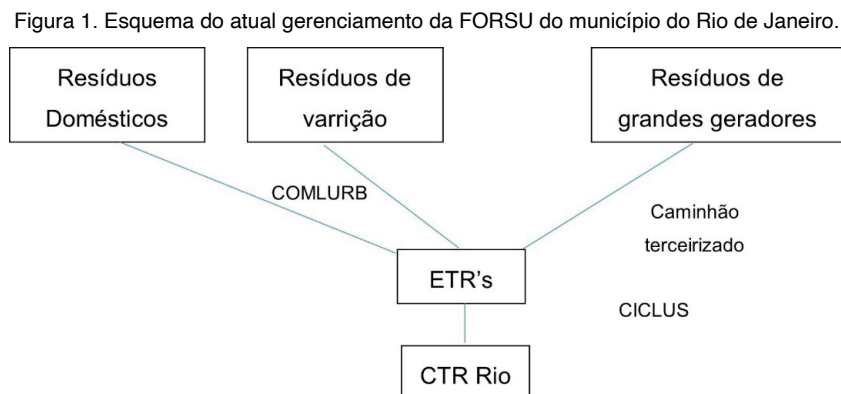 Figura 1. Esquema do atual gerenciamento da FORSU do município do Rio de Janeiro.
Resíduos
Domésticos
Resíduos de
varrição
Resíduos de
grandes geradores
COMLURB
Caminhão
terceirizado
ETR's
CICLUS
CTR Rio